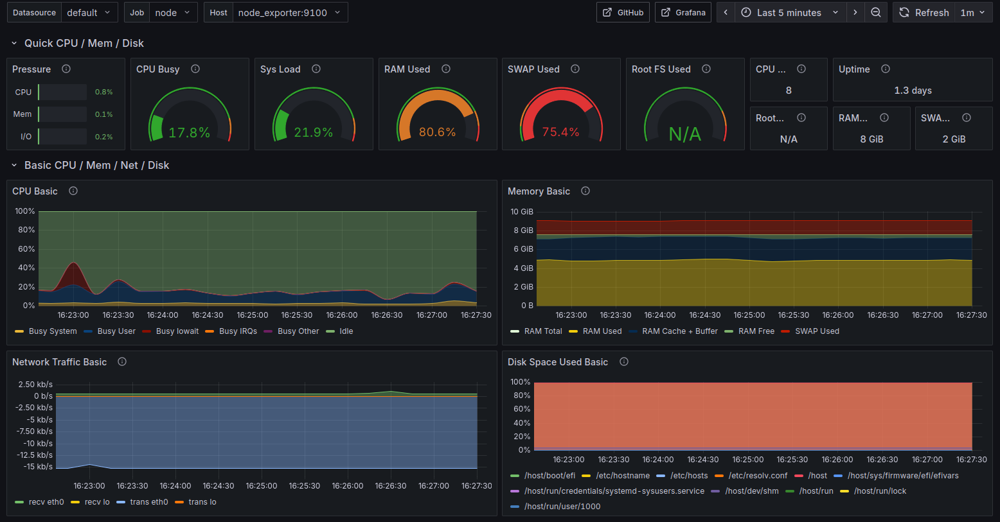 Datasource default Job node Host node_exporter:9100 GitHub Grafana Last 5 minutes Refresh 1m
Quick CPU / Mem / Disk
Pressure
CPU 0.8%
Mem 0.1%
I/O 0.2%
CPU Busy
17.8%
Sys Load
21.9%
RAM Used
80.6%
SWAP Used
75.4%
Root FS Used
N/A
CPU ...
8
Uptime
1.3 days
Root...
N/A
RAM...
8 GiB
SWA...
2 GiB
Basic CPU / Mem / Net / Disk
CPU Basic
100%
80%
60%
40%
20%
0%
16:23:00 16:23:30 16:24:00 16:24:30 16:25:00 16:25:30 16:26:00 16:26:30 16:27:00 16:27:30
Busy System Busy User Busy Iowait Busy IRQs Busy Other Idle
Memory Basic
10 GiB
8 GiB
6 GiB
4 GiB
2 GiB
0 B
16:23:00 16:23:30 16:24:00 16:24:30 16:25:00 16:25:30 16:26:00 16:26:30 16:27:00 16:27:30
RAM Total RAM Used RAM Cache + Buffer RAM Free SWAP Used
Network Traffic Basic
2.50 kb/s
0 b/s
-2.50 kb/s
-5 kb/s
-7.50 kb/s
-10 kb/s
-12.5 kb/s
-15 kb/s
16:23:00 16:23:30 16:24:00 16:24:30 16:25:00 16:25:30 16:26:00 16:26:30 16:27:00 16:27:30
recv eth0 recv lo trans eth0 trans lo
Disk Space Used Basic
100%
80%
60%
40%
20%
0%
16:23:00 16:23:30 16:24:00 16:24:30 16:25:00 16:25:30 16:26:00 16:26:30 16:27:00 16:27:30
/host/boot/efi /etc/hostname /etc/hosts /etc/resolv.conf /host /host/sys/firmware/efi/efivars
/host/run/credentials/systemd-sysusers.service /host/dev/shm /host/run /host/run/lock
/host/run/user/1000